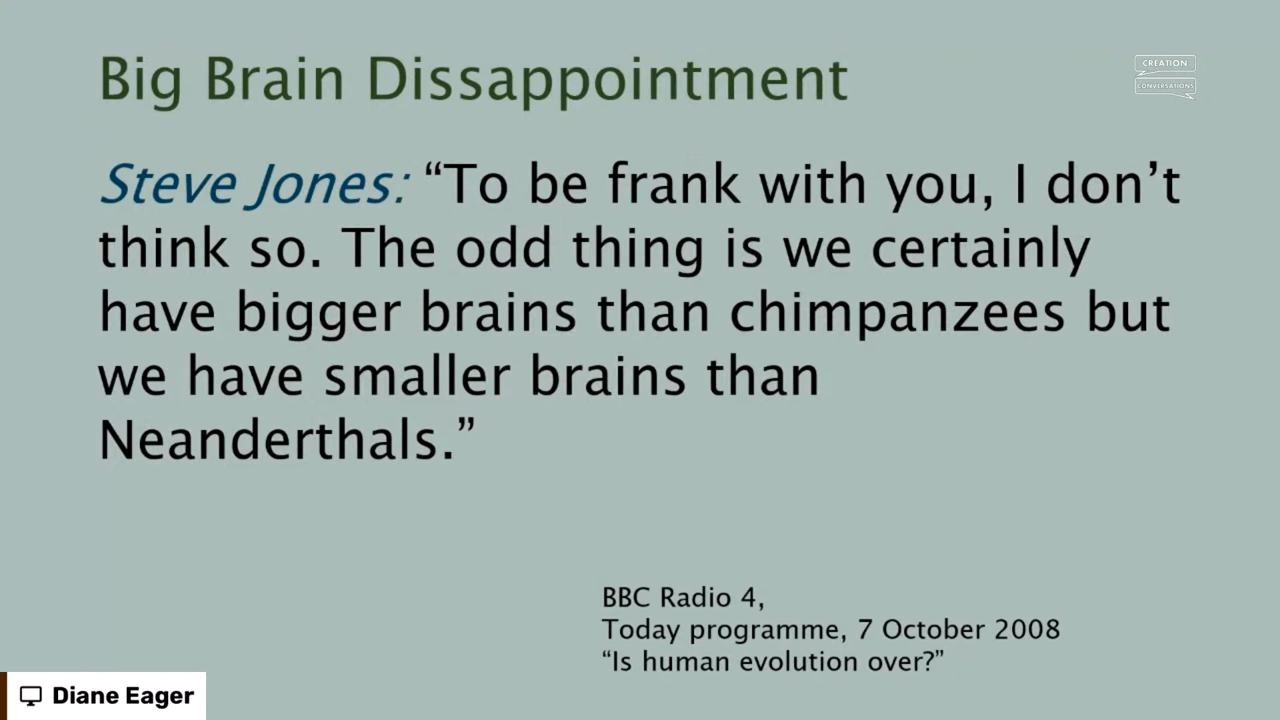 Big Brain Dissappointment
CREATION
CONVERSATIONS
Steve Jones: “To be frank with you, I don’t
think so. The odd thing is we certainly
have bigger brains than chimpanzees but
we have smaller brains than
Neanderthals.”
BBC Radio 4,
Today programme, 7 October 2008
“Is human evolution over?”
Diane Eager